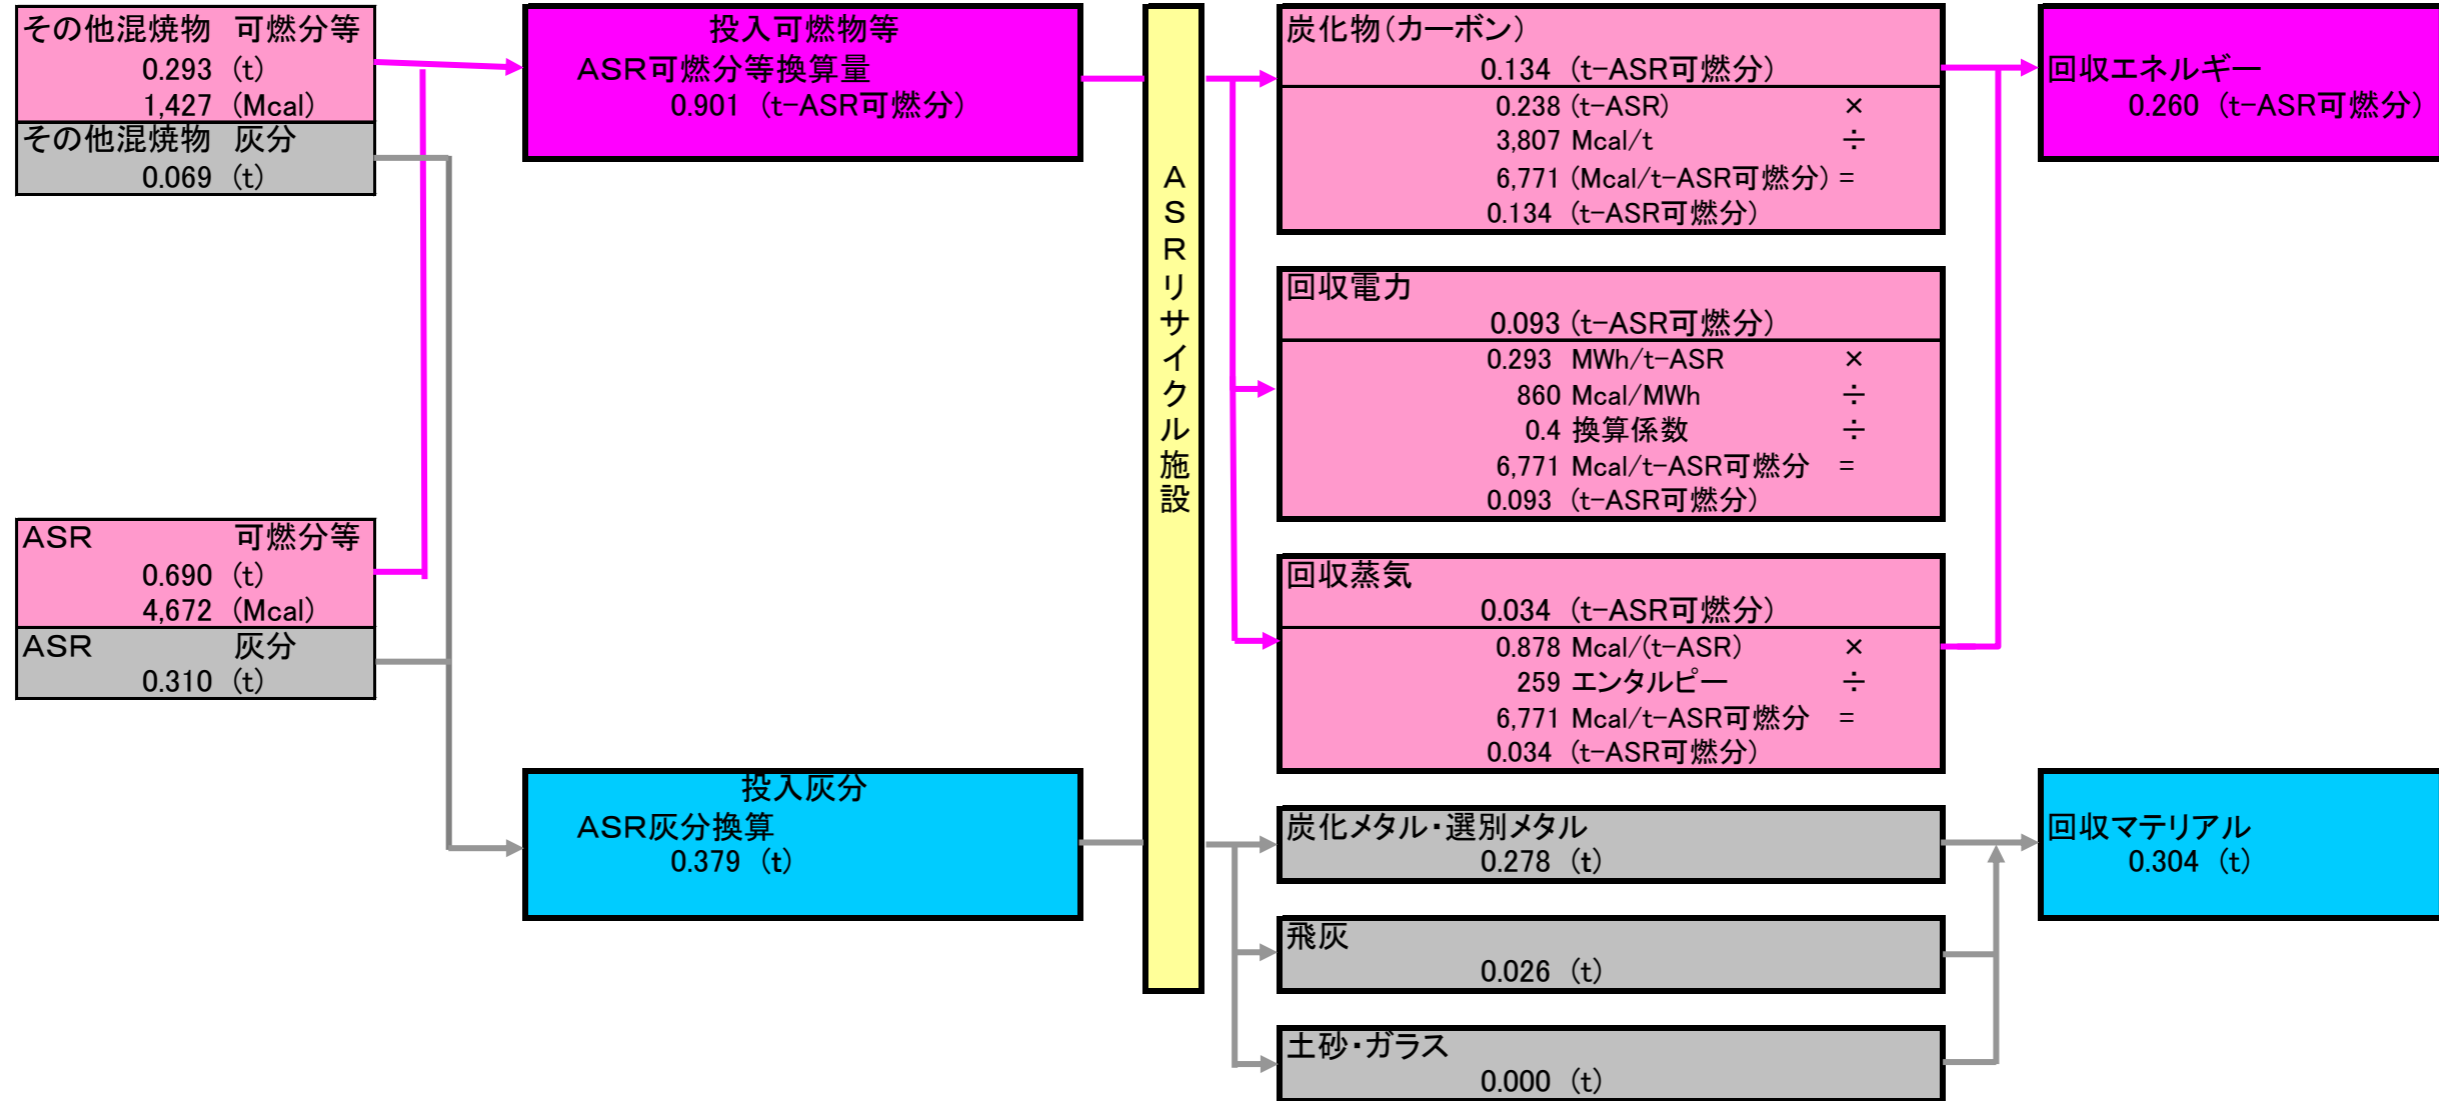 その他混焼物 可燃分等
0.293 (t)
1,427 (Mcal)
その他混焼物 灰分
0.069 (t)
ASR 可燃分等
0.690 (t)
4,672 (Mcal)
ASR 灰分
0.310 (t)
投入可燃物等
ASR可燃分等換算量
0.901 (t-ASR可燃分)
投入灰分
ASR灰分換算
0.379 (t)
ASRリサイクル施設
炭化物(カーボン)
0.134 (t-ASR可燃分)
0.238 (t-ASR) ×
3,807 Mcal/t ÷
6,771 (Mcal/t-ASR可燃分) =
0.134 (t-ASR可燃分)
回収電力
0.093 (t-ASR可燃分)
0.293 MWh/t-ASR ×
860 Mcal/MWh ÷
0.4 換算係数 ÷
6,771 Mcal/t-ASR可燃分 =
0.093 (t-ASR可燃分)
回収蒸気
0.034 (t-ASR可燃分)
0.878 Mcal/(t-ASR) ×
259 エンタルピー ÷
6,771 Mcal/t-ASR可燃分 =
0.034 (t-ASR可燃分)
炭化メタル・選別メタル
0.278 (t)
飛灰
0.026 (t)
土砂・ガラス
0.000 (t)
回収エネルギー
0.260 (t-ASR可燃分)
回収マテリアル
0.304 (t)